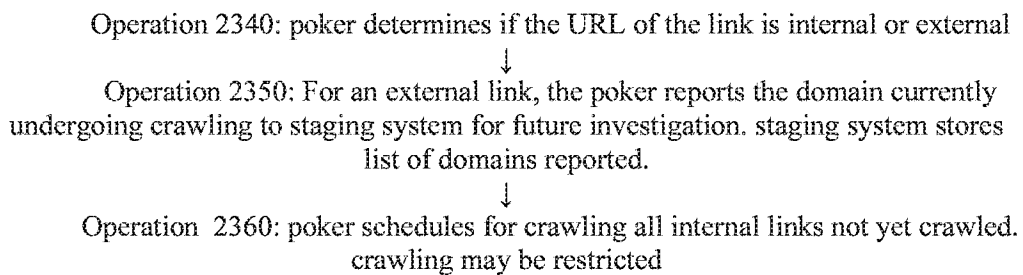 Operation 2340: poker determines if the URL of the link is internal or external
↓
Operation 2350: For an external link, the poker reports the domain currently
undergoing crawling to staging system for future investigation. staging system stores
list of domains reported.
↓
Operation 2360: poker schedules for crawling all internal links not yet crawled.
crawling may be restricted